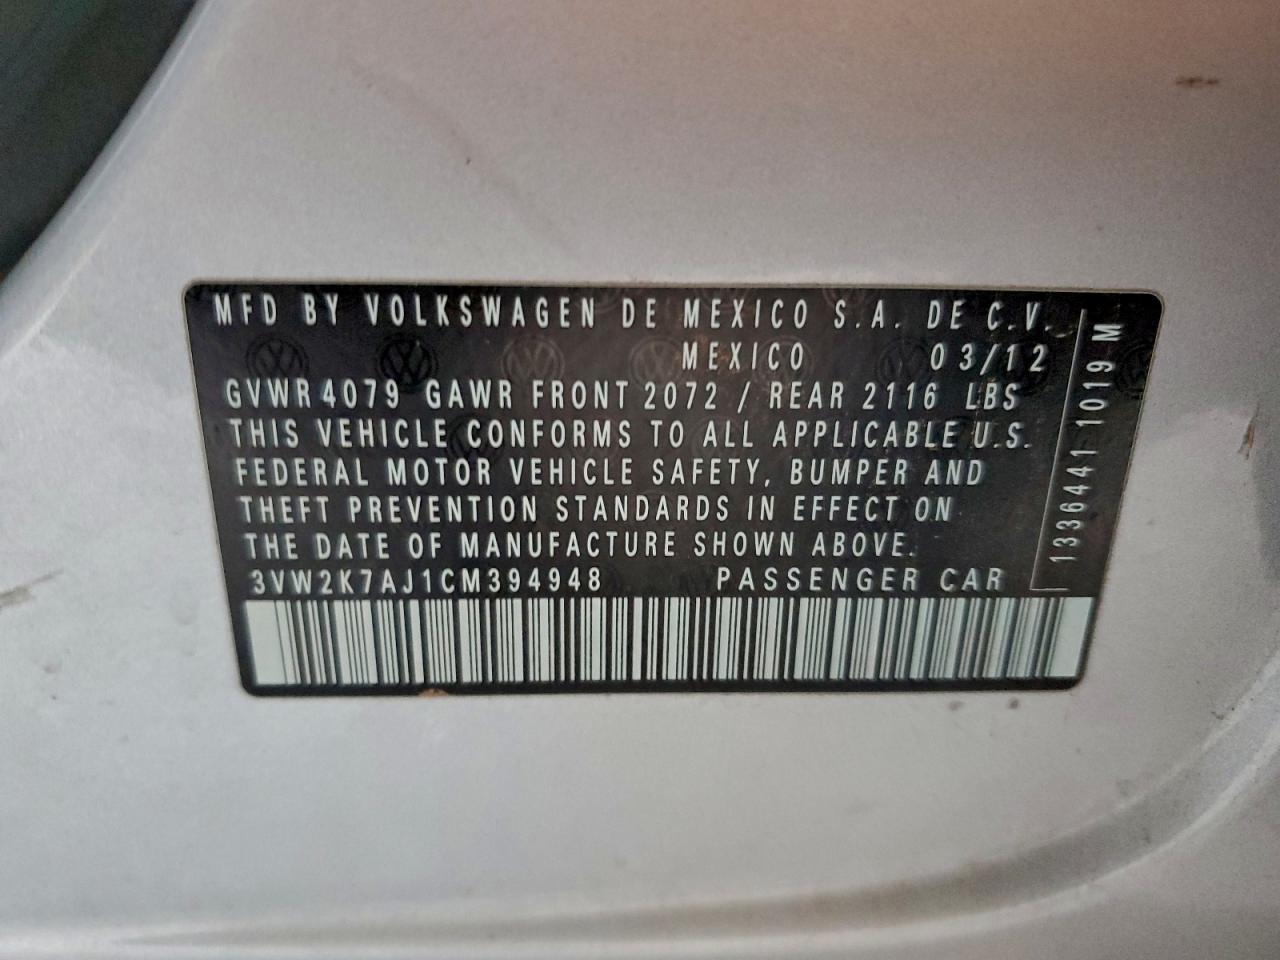 MFD BY VOLKSWAGEN DE MEXICO S.A. DE C.V.
MEXICO 03/12
GVWR 4079 GAWR FRONT 2072 / REAR 2116 LBS
THIS VEHICLE CONFORMS TO ALL APPLICABLE U.S.
FEDERAL MOTOR VEHICLE SAFETY, BUMPER AND
THEFT PREVENTION STANDARDS IN EFFECT ON
THE DATE OF MANUFACTURE SHOWN ABOVE.
3VW2K7AJ1CM394948 PASSENGER CAR
1336441 1019 M